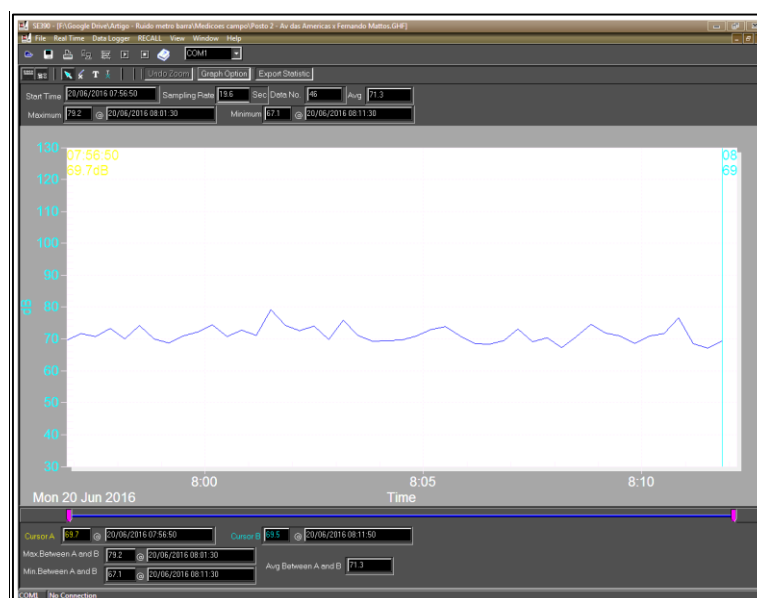 SE390 - [F:\Google Drive\Artigo - Ruido metro barra\Medicoes campo\Posto 2 - Av das Americas x Fernando Mattos.GHF]
File Real Time Data Logger RECALL View Window Help
COM1
T Undo Zoom Graph Option Export Statistic
Start Time 20/06/2016 07:56:50 Sampling Rate 19.6 Sec Data No. 46 Avg 71.3
Maximum 79.2 @ 20/06/2016 08:01:30 Minimum 67.1 @ 20/06/2016 08:11:30
130
07:56:50
69.7dB
08
69
120
110
100
90
dB
80
70
60
50
40
30
8:00 8:05 8:10
Mon 20 Jun 2016 Time
Cursor A 69.7 @ 20/06/2016 07:56:50 Cursor B 69.5 @ 20/06/2016 08:11:50
Max.Between A and B 79.2 @ 20/06/2016 08:01:30
Min.Between A and B 67.1 @ 20/06/2016 08:11:30
Avg Between A and B 71.3
COM1 No Connection